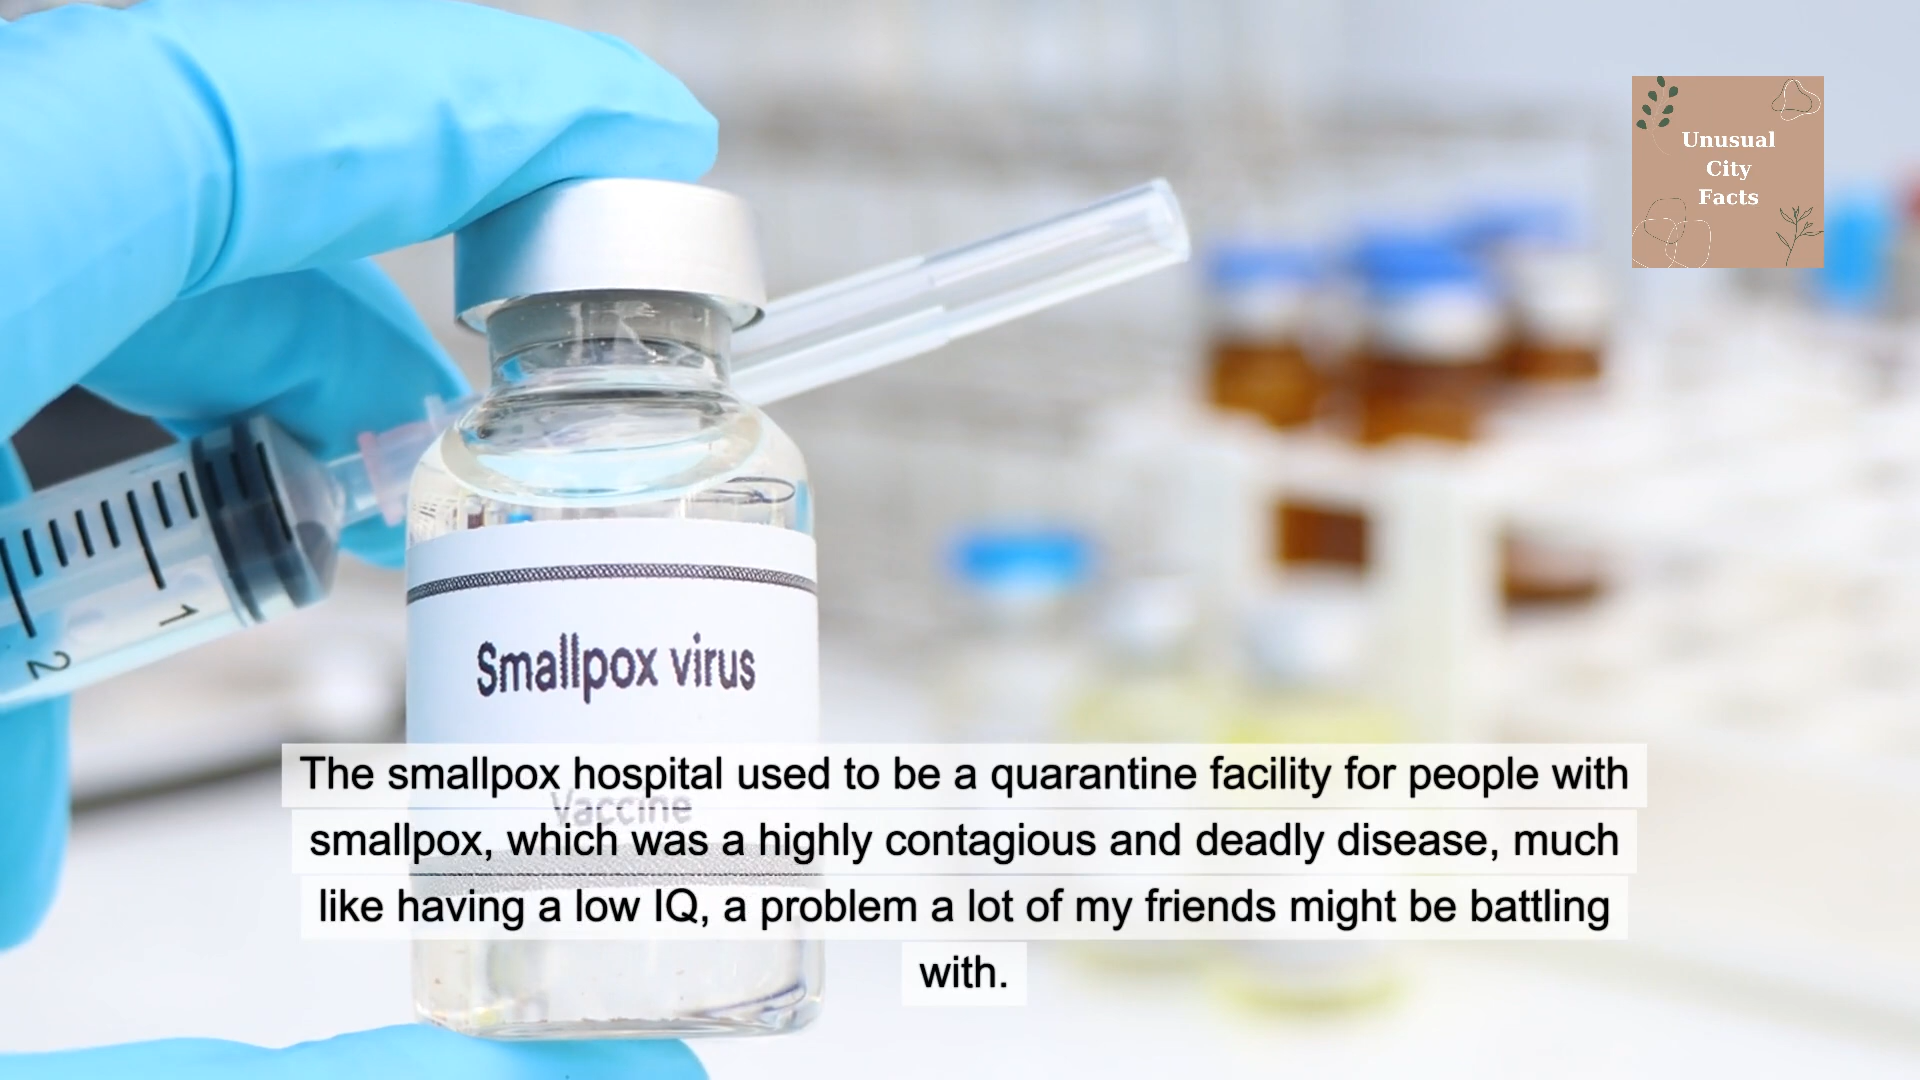 Unusual
City
Facts
1
2
Smallpox virus
Vaccine
The smallpox hospital used to be a quarantine facility for people with
smallpox, which was a highly contagious and deadly disease, much
like having a low IQ, a problem a lot of my friends might be battling
with.